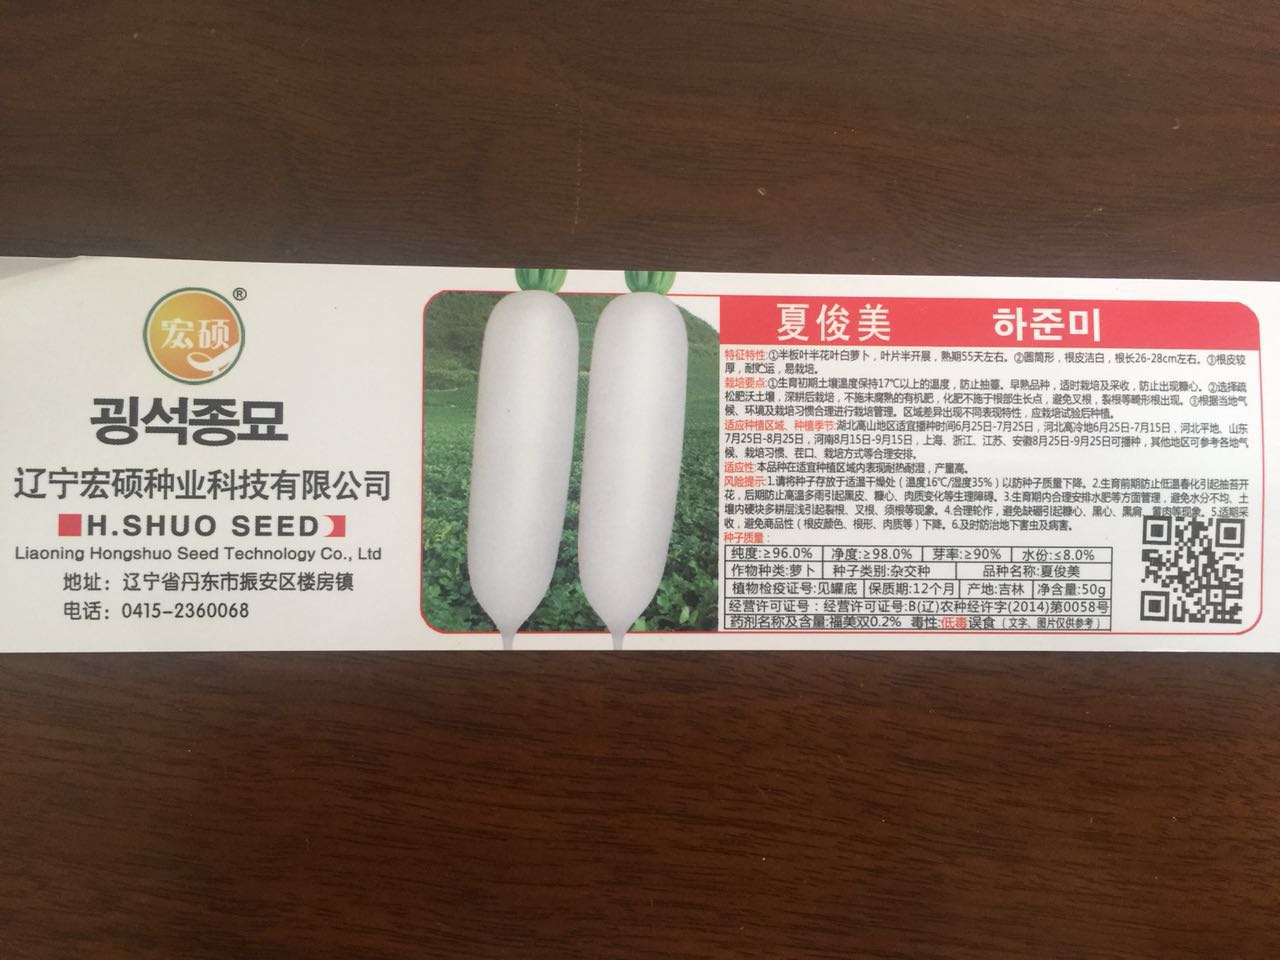 宏硕
®
굉석종묘
辽宁宏硕种业科技有限公司
H.SHUO SEED
Liaoning Hongshuo Seed Technology Co., Ltd
地址：辽宁省丹东市振安区楼房镇
电话：0415-2360068
夏俊美 하준미
特征特性:①半板叶半花叶白萝卜，叶片半开展，熟期55天左右。②圆筒形，根皮洁白，根长26-28cm左右。③根皮较
厚，耐贮运，易栽培。
栽培要点:①生育初期土壤温度保持17℃以上的温度，防止抽薹。早熟品种，适时栽培及采收，防止出现糠心。②选择疏
松肥沃土壤，深耕后栽培，不施未腐熟的有机肥，化肥不施于根部生长点，避免叉根，裂根等畸形根出现。③根据当地气
候、环境及栽培习惯合理进行栽培管理。区域差异出现不同表现特性，应栽培试验后种植。
适应种植区域、种植季节:湖北高山地区适宜播种时间6月25日-7月25日，河北高冷地6月25日-7月15日，河北平地、山东
7月25日-8月25日，河南8月15日-9月15日，上海、浙江、江苏、安徽8月25日-9月25日可播种，其他地区可参考各地气
候、栽培习惯、茬口、栽培方式等合理安排。
适应性:本品种在适宜种植区域内表现耐热耐湿，产量高。
风险提示:1.请将种子存放于适温干燥处（温度16℃/湿度35%）以防种子质量下降。2.生育前期防止低温春化引起抽苔开
花，后期防止高温多雨引起黑皮、糠心、肉质变化等生理障碍。3.生育期内合理安排水肥等方面管理，避免水分不均、土
壤内硬块多耕层浅引起裂根、叉根、须根等现象。4.合理轮作，避免缺硼引起糠心、黑心、黑肩、黄肉等现象。5.适期采
收，避免商品性（根皮颜色、根形、肉质等）下降。6.及时防治地下害虫及病害。
种子质量：
纯度:≥96.0% 净度:≥98.0% 芽率:≥90% 水份:≤8.0%
作物种类:萝卜 种子类别:杂交种 品种名称:夏俊美
植物检疫证号:见罐底 保质期:12个月 产地:吉林 净含量:50g
经营许可证号：经营许可证号:B(辽)农种经许字(2014)第0058号
药剂名称及含量:福美双0.2% 毒性:低毒误食（文字、图片仅供参考）